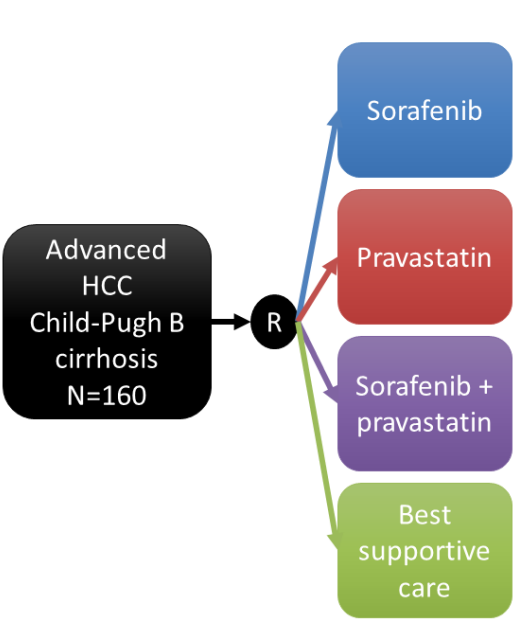 Advanced
HCC
Child-Pugh B
cirrhosis
N=160
R
Sorafenib
Pravastatin
Sorafenib +
pravastatin
Best
supportive
care